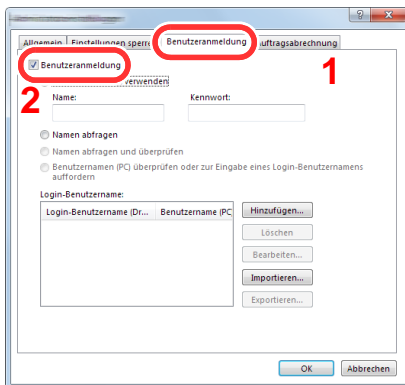 Allgemein
Einstellungen sperre
Benutzeranmeldung
uftragsabrechnung
1
Benutzeranmeldung
2
verwenden
Name:
Kennwort:
Namen abfragen
Namen abfragen und überprüfen
Benutzernamen (PC) überprüfen oder zur Eingabe eines Login-Benutzernamens
auffordern
Login-Benutzername:
Login-Benutzername (Dr...
Benutzername (PC
Hinzufügen...
Löschen
Bearbeiten...
Importieren...
Exportieren...
OK
Abbrechen